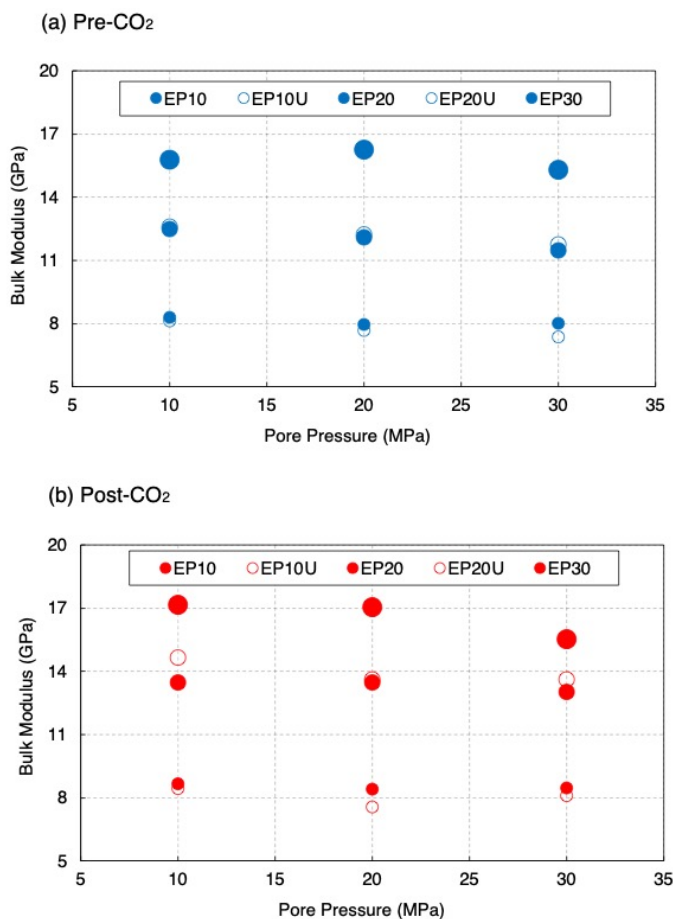 (a) Pre-CO₂
20
EP10 EP10U EP20 EP20U EP30
17
14
11
8
5
Bulk Modulus (GPa)
5 10 15 20 25 30 35
Pore Pressure (MPa)
(b) Post-CO₂
20
EP10 EP10U EP20 EP20U EP30
17
14
11
8
5
Bulk Modulus (GPa)
5 10 15 20 25 30 35
Pore Pressure (MPa)